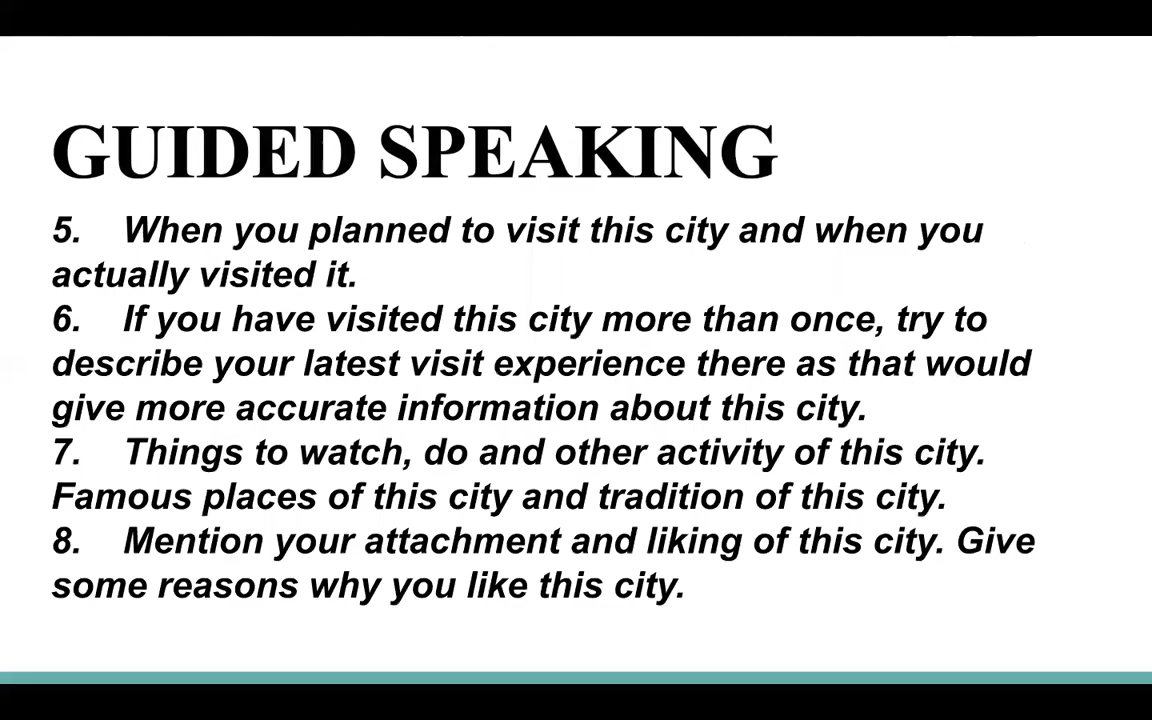 GUIDED SPEAKING
5. When you planned to visit this city and when you
actually visited it.
6. If you have visited this city more than once, try to
describe your latest visit experience there as that would
give more accurate information about this city.
7. Things to watch, do and other activity of this city.
Famous places of this city and tradition of this city.
8. Mention your attachment and liking of this city. Give
some reasons why you like this city.